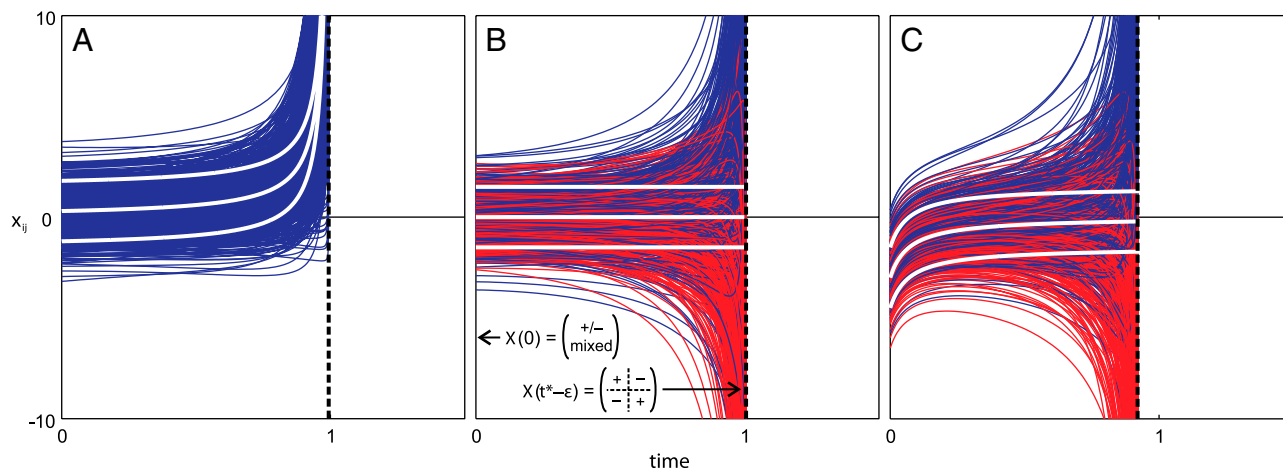 A B C
10
x_ij 0
-10
X(0) = ( +/− mixed )
X(t*−ε) = ( + − − + )
0 1 0 1 0 1
time